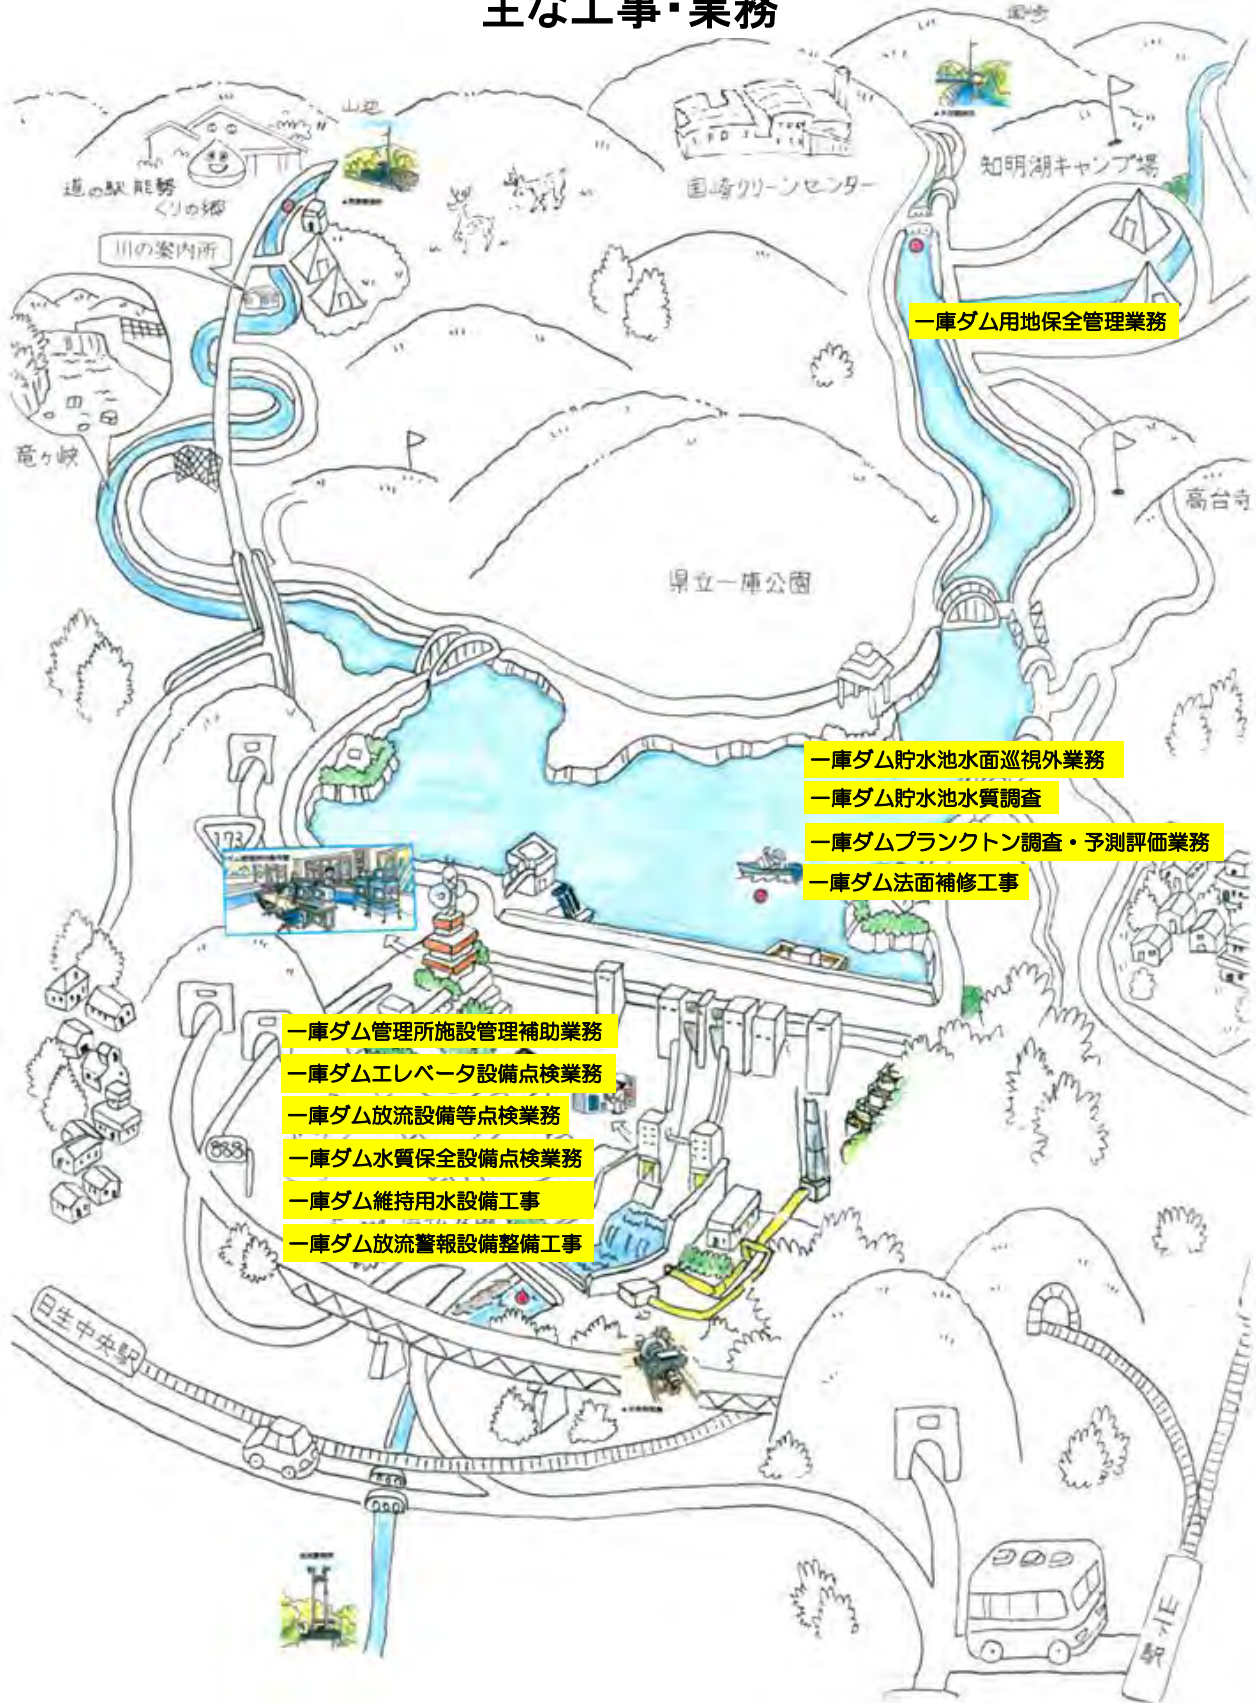 主な工事・業務
国崎
山辺
知明湖キャンプ場
国崎クリーンセンター
道の駅 能勢
くりの郷
川の案内所
一庫ダム用地保全管理業務
竜ヶ峡
高台寺
県立一庫公園
一庫ダム貯水池水面巡視外業務
一庫ダム貯水池水質調査
一庫ダムプランクトン調査・予測評価業務
一庫ダム法面補修工事
173
一庫ダム管理所施設管理補助業務
一庫ダムエレベータ設備点検業務
一庫ダム放流設備等点検業務
一庫ダム水質保全設備点検業務
一庫ダム維持用水設備工事
一庫ダム放流警報設備整備工事
日生中央駅